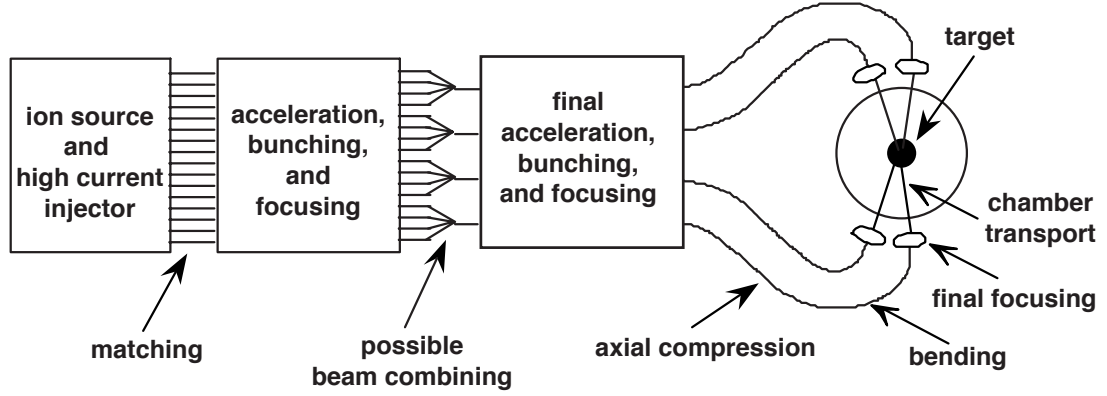 ion source
and
high current
injector
acceleration,
bunching,
and
focusing
final
acceleration,
bunching,
and focusing
target
chamber
transport
final focusing
bending
axial compression
possible
beam combining
matching